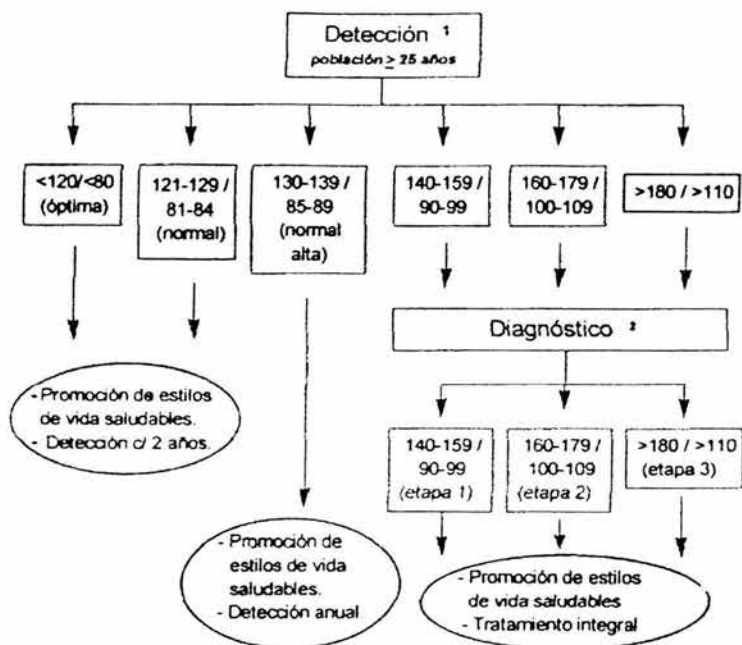 Detección ¹
población ≥ 25 años
<120/<80
(óptima)
121-129 /
81-84
(normal)
130-139 /
85-89
(normal
alta)
140-159 /
90-99
160-179 /
100-109
>180 / >110
Diagnóstico ²
- Promoción de estilos
de vida saludables.
- Detección c/ 2 años.
140-159 /
90-99
(etapa 1)
160-179 /
100-109
(etapa 2)
>180 / >110
(etapa 3)
- Promoción de
estilos de vida
saludables.
- Detección anual
- Promoción de estilos
de vida saludables
- Tratamiento integral